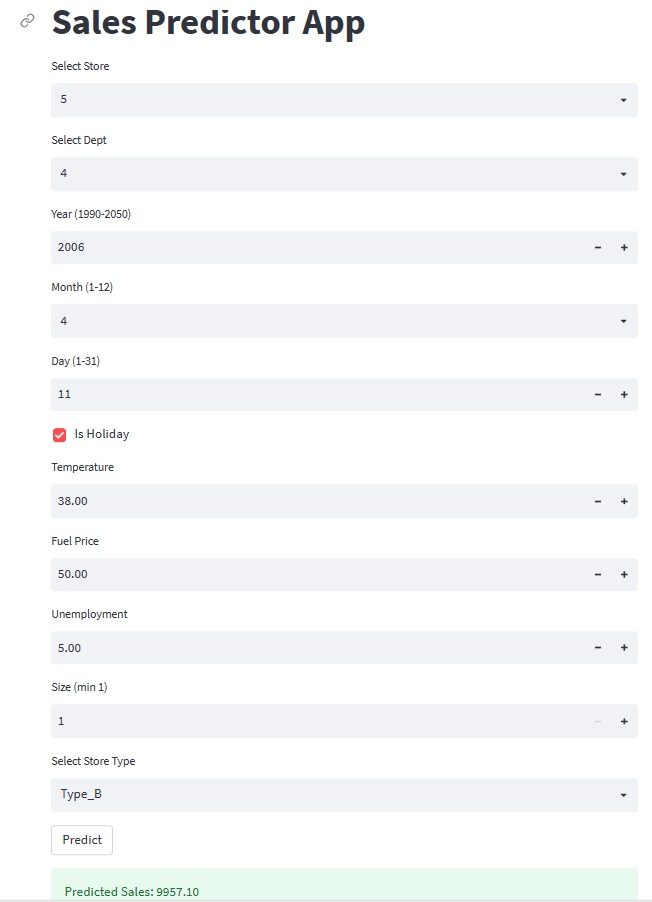 Sales Predictor App
Select Store
5
Select Dept
4
Year (1990-2050)
2006
Month (1-12)
4
Day (1-31)
11
Is Holiday
Temperature
38.00
Fuel Price
50.00
Unemployment
5.00
Size (min 1)
1
Select Store Type
Type_B
Predict
Predicted Sales: 9957.10